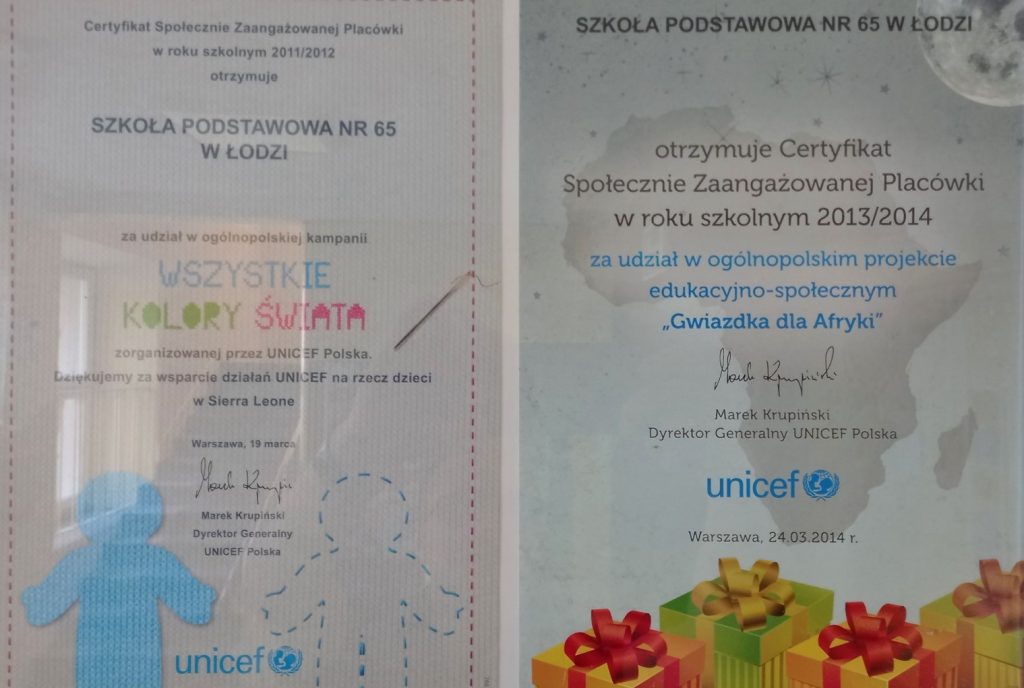 Certyfikat Społecznie Zaangażowanej Placówki
w roku szkolnym 2011/2012
otrzymuje
SZKOŁA PODSTAWOWA NR 65
W ŁODZI
za udział w ogólnopolskiej kampanii
WSZYSTKIE
KOLORY ŚWIATA
zorganizowanej przez UNICEF Polska.
Dziękujemy za wsparcie działań UNICEF na rzecz dzieci
w Sierra Leone
Warszawa, 19 marca
Marek Krupiński
Dyrektor Generalny
UNICEF Polska
unicef
SZKOŁA PODSTAWOWA NR 65 W ŁODZI
otrzymuje Certyfikat
Społecznie Zaangażowanej Placówki
w roku szkolnym 2013/2014
za udział w ogólnopolskim projekcie
edukacyjno-społecznym
„Gwiazdka dla Afryki”
Marek Krupiński
Marek Krupiński
Dyrektor Generalny UNICEF Polska
unicef
Warszawa, 24.03.2014 r.